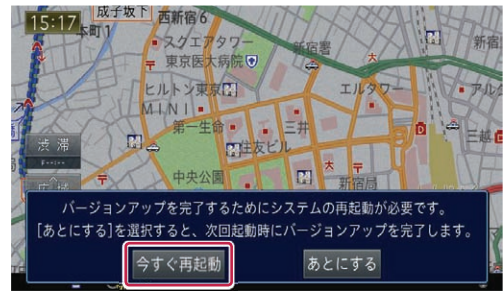 15:17
成子坂下
西新宿6
本町1
スクエアタワー
新宿署
東京医大病院
ヒルトン東京
エルタワー
MINI
第一生命
三井
住友ビル
三越
渋滞
中央公園
新宿局
広域
バージョンアップを完了するためにシステムの再起動が必要です。
[あとにする]を選択すると、次回起動時にバージョンアップを完了します。
今すぐ再起動
あとにする